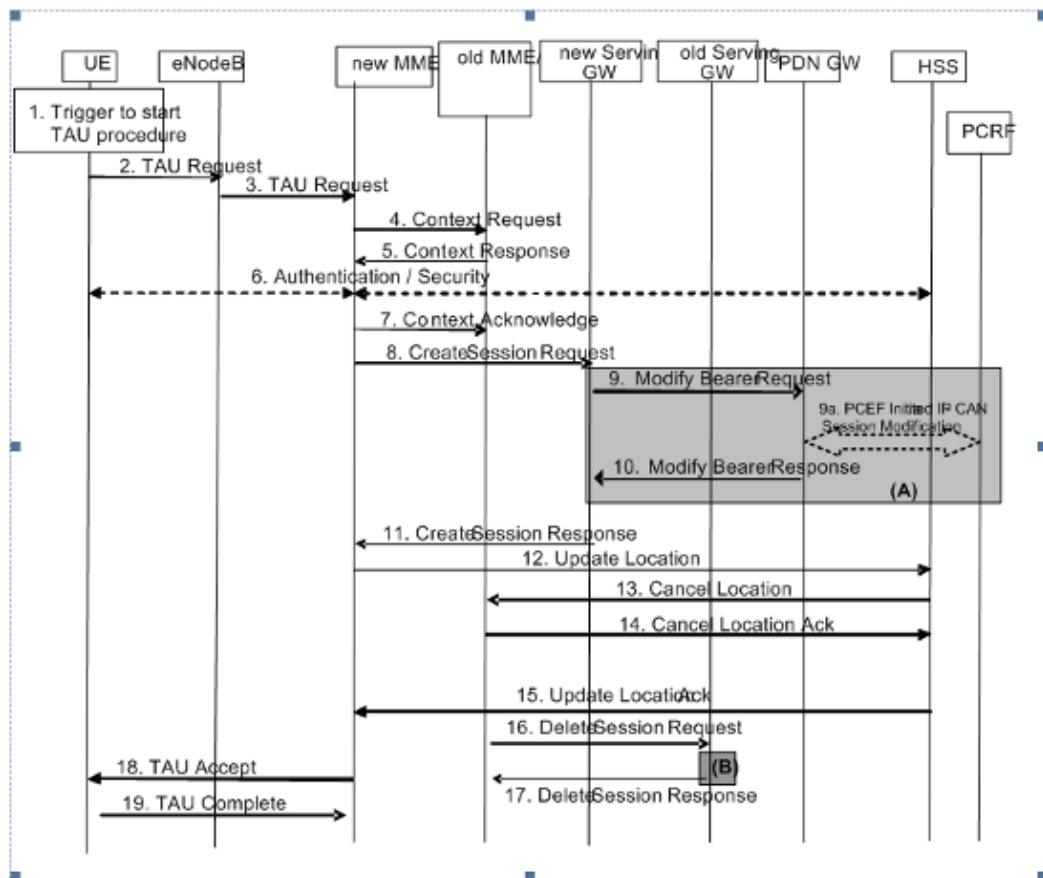 UE
eNodeB
new MME
old MME/
new Servin
GW
old Serving
GW
PDN GW
HSS
PCRF
1. Trigger to start
TAU procedure
2. TAU Request
3. TAU Request
4. Context Request
5. Context Response
6. Authentication / Security
7. Context Acknowledge
8. CreateSession Request
9. Modify BearerRequest
9a. PCEF Initiated IP CAN
Session Modification
10. Modify BearerResponse
(A)
11. CreateSession Response
12. Update Location
13. Cancel Location
14. Cancel Location Ack
15. Update LocationAck
16. DeleteSession Request
(B)
17. DeleteSession Response
18. TAU Accept
19. TAU Complete